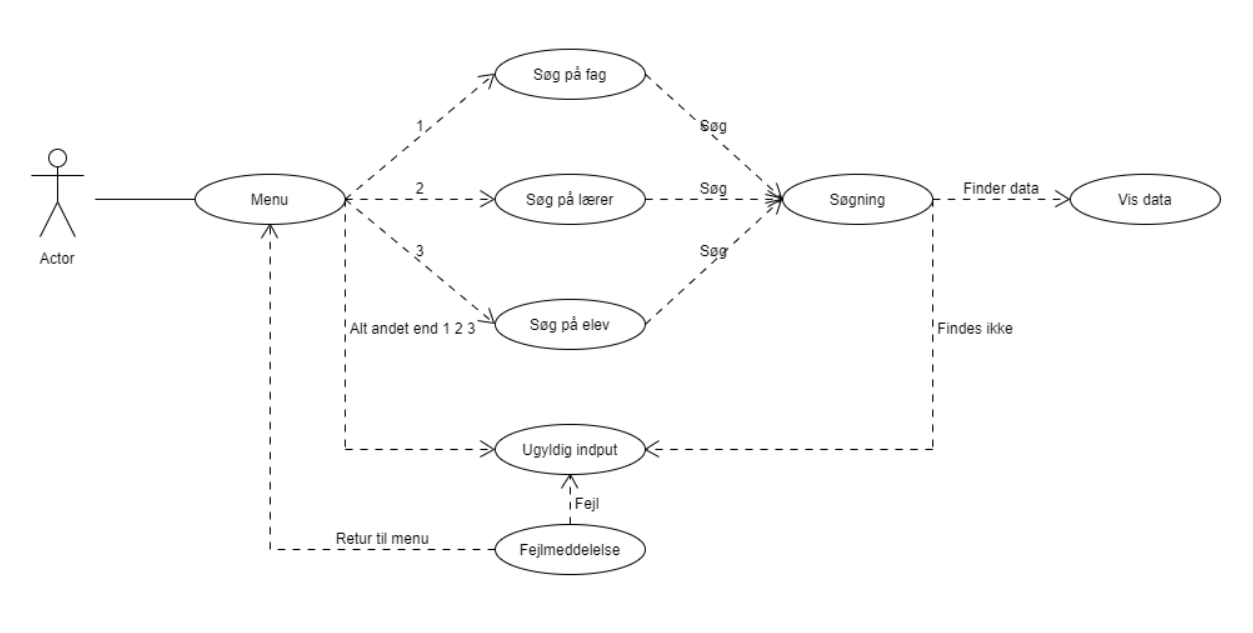 Søg på fag
1
Søg
Menu
2
Søg på lærer
Søg
Søgning
Finder data
Vis data
Actor
3
Søg
Alt andet end 1 2 3
Søg på elev
Findes ikke
Ugyldig indput
Fejl
Retur til menu
Fejlmeddelelse